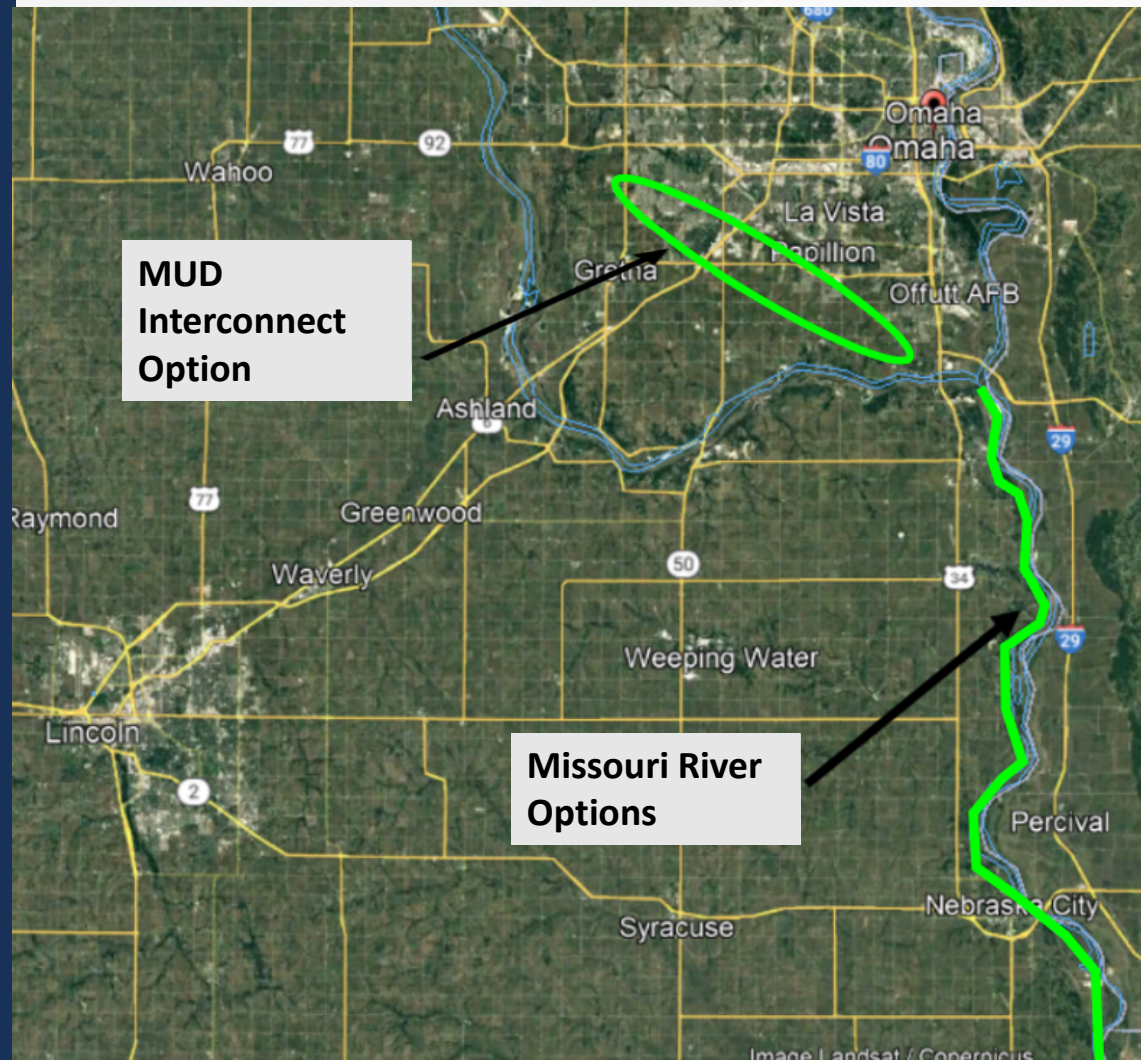 680
Omaha
Omaha
77
92
80
Wahoo
La Vista
Papillion
MUD
Interconnect
Option
Gretna
Offutt AFB
Ashland
6
29
77
Raymond
Greenwood
50
Waverly
34
29
Weeping Water
Lincoln
Missouri River
Options
2
Percival
Nebraska City
Syracuse
Image Landsat / Copernicus